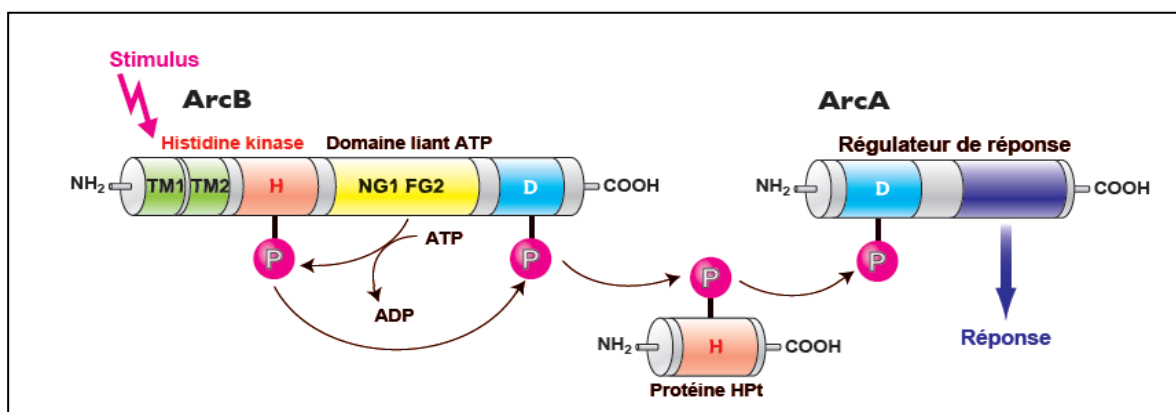 Stimulus
ArcB
ArcA
Histidine kinase
Domaine liant ATP
Régulateur de réponse
NH2
TM1
TM2
H
NG1 FG2
D
COOH
NH2
D
COOH
P
ATP
P
P
P
ADP
NH2
H
COOH
Réponse
Protéine HPt